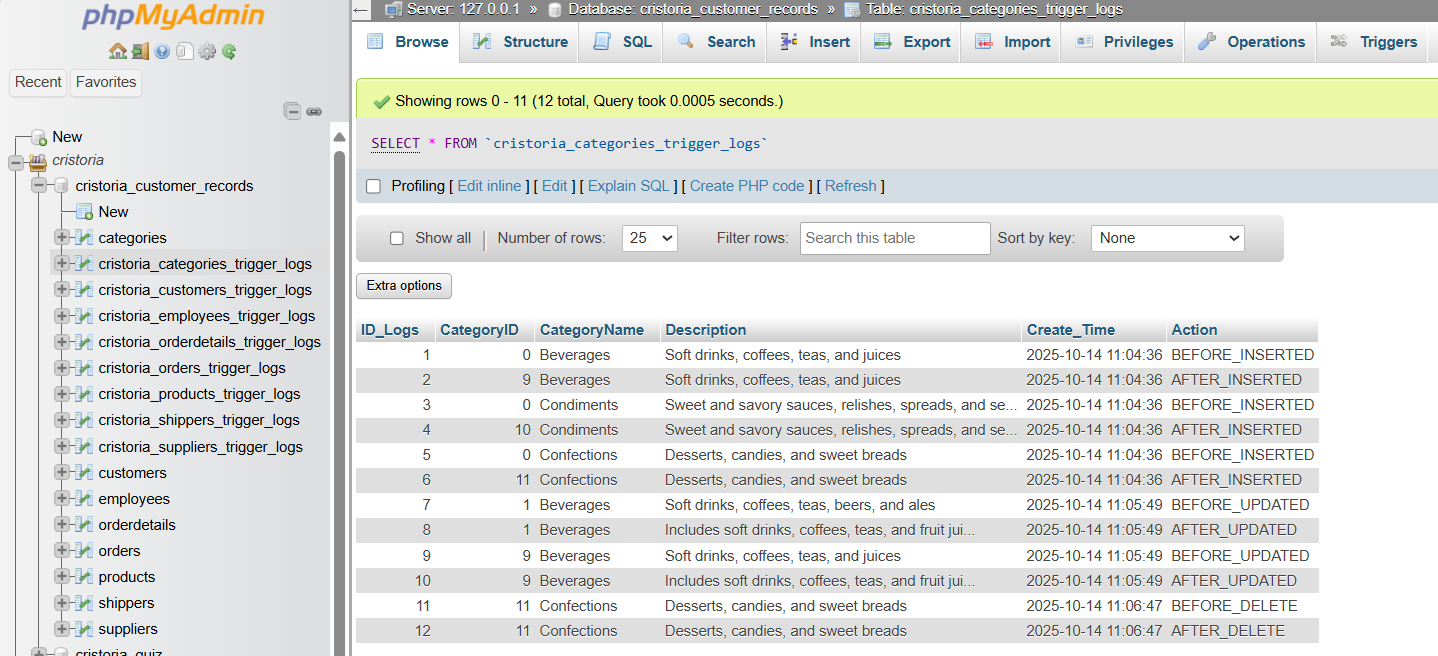 phpMyAdmin
Recent Favorites
New
cristoria
cristoria_customer_records
New
categories
cristoria_categories_trigger_logs
cristoria_customers_trigger_logs
cristoria_employees_trigger_logs
cristoria_orderdetails_trigger_logs
cristoria_orders_trigger_logs
cristoria_products_trigger_logs
cristoria_shippers_trigger_logs
cristoria_suppliers_trigger_logs
customers
employees
orderdetails
orders
products
shippers
suppliers
cristoria_quiz
Server: 127.0.0.1 » Database: cristoria_customer_records » Table: cristoria_categories_trigger_logs
Browse Structure SQL Search Insert Export Import Privileges Operations Triggers
Showing rows 0 - 11 (12 total, Query took 0.0005 seconds.)
SELECT * FROM `cristoria_categories_trigger_logs`
Profiling [ Edit inline ] [ Edit ] [ Explain SQL ] [ Create PHP code ] [ Refresh ]
Show all | Number of rows: 25 Filter rows: Search this table Sort by key: None
Extra options
ID_Logs CategoryID CategoryName Description Create_Time Action
1 0 Beverages Soft drinks, coffees, teas, and juices 2025-10-14 11:04:36 BEFORE_INSERTED
2 9 Beverages Soft drinks, coffees, teas, and juices 2025-10-14 11:04:36 AFTER_INSERTED
3 0 Condiments Sweet and savory sauces, relishes, spreads, and se... 2025-10-14 11:04:36 BEFORE_INSERTED
4 10 Condiments Sweet and savory sauces, relishes, spreads, and se... 2025-10-14 11:04:36 AFTER_INSERTED
5 0 Confections Desserts, candies, and sweet breads 2025-10-14 11:04:36 BEFORE_INSERTED
6 11 Confections Desserts, candies, and sweet breads 2025-10-14 11:04:36 AFTER_INSERTED
7 1 Beverages Soft drinks, coffees, teas, beers, and ales 2025-10-14 11:05:49 BEFORE_UPDATED
8 1 Beverages Includes soft drinks, coffees, teas, and fruit jui... 2025-10-14 11:05:49 AFTER_UPDATED
9 9 Beverages Soft drinks, coffees, teas, and juices 2025-10-14 11:05:49 BEFORE_UPDATED
10 9 Beverages Includes soft drinks, coffees, teas, and fruit jui... 2025-10-14 11:05:49 AFTER_UPDATED
11 11 Confections Desserts, candies, and sweet breads 2025-10-14 11:06:47 BEFORE_DELETE
12 11 Confections Desserts, candies, and sweet breads 2025-10-14 11:06:47 AFTER_DELETE